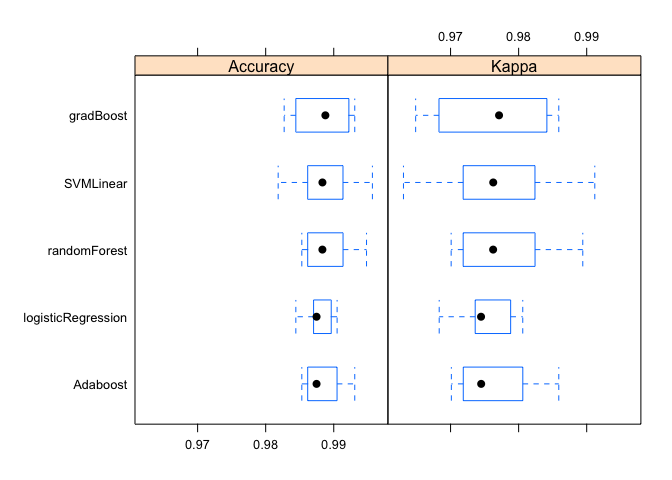 0.97 0.98 0.99
Accuracy Kappa
gradBoost
SVMLinear
randomForest
logisticRegression
Adaboost
0.97 0.98 0.99